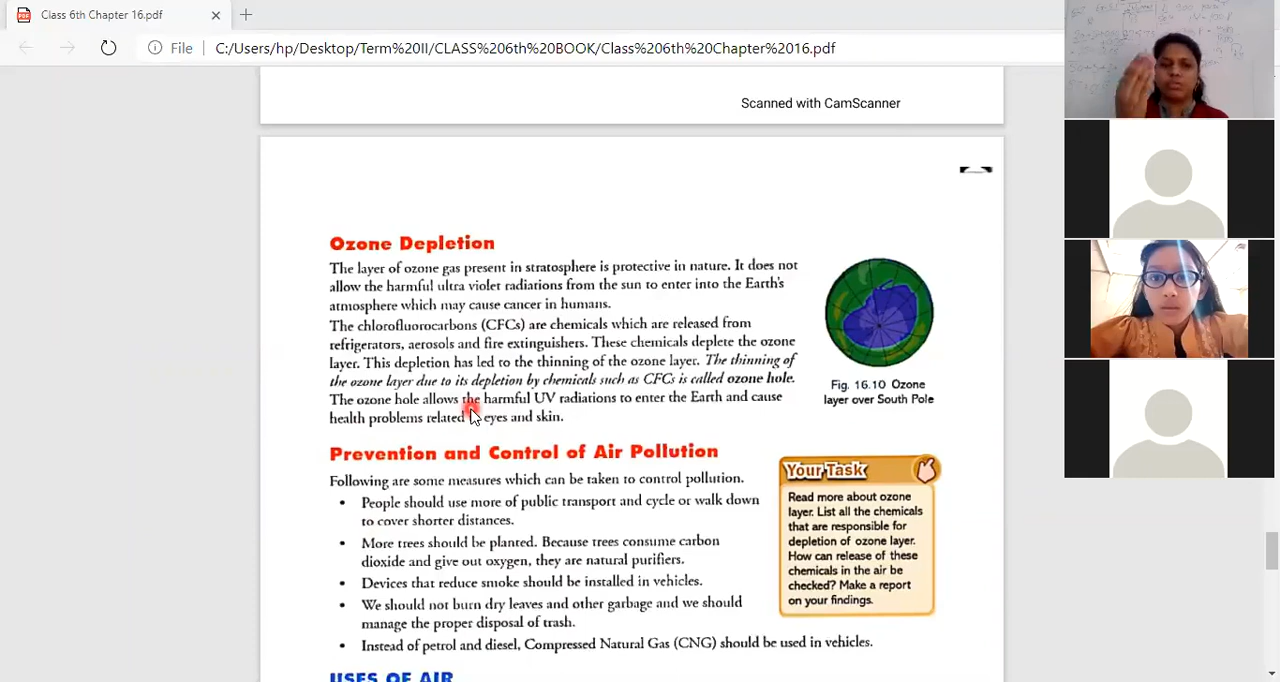 Class 6th Chapter 16.pdf
File
C:/Users/hp/Desktop/Term%20II/CLASS%206th%20BOOK/Class%206th%20Chapter%2016.pdf
Scanned with CamScanner
Ozone Depletion
The layer of ozone gas present in stratosphere is protective in nature. It does not
allow the harmful ultra violet radiations from the sun to enter into the Earth's
atmosphere which may cause cancer in humans.
The chlorofluorocarbons (CFCs) are chemicals which are released from
refrigerators, aerosols and fire extinguishers. These chemicals deplete the ozone
layer. This depletion has led to the thinning of the ozone layer. The thinning of
the ozone layer due to its depletion by chemicals such as CFCs is called ozone hole.
The ozone hole allows the harmful UV radiations to enter the Earth and cause
health problems related eyes and skin.
Fig. 16.10 Ozone
layer over South Pole
Prevention and Control of Air Pollution
Following are some measures which can be taken to control pollution.
• People should use more of public transport and cycle or walk down
to cover shorter distances.
• More trees should be planted. Because trees consume carbon
dioxide and give out oxygen, they are natural purifiers.
• Devices that reduce smoke should be installed in vehicles.
• We should not burn dry leaves and other garbage and we should
manage the proper disposal of trash.
• Instead of petrol and diesel, Compressed Natural Gas (CNG) should be used in vehicles.
Your Task
Read more about ozone
layer. List all the chemicals
that are responsible for
depletion of ozone layer.
How can release of these
chemicals in the air be
checked? Make a report
on your findings.
USES OF AIR